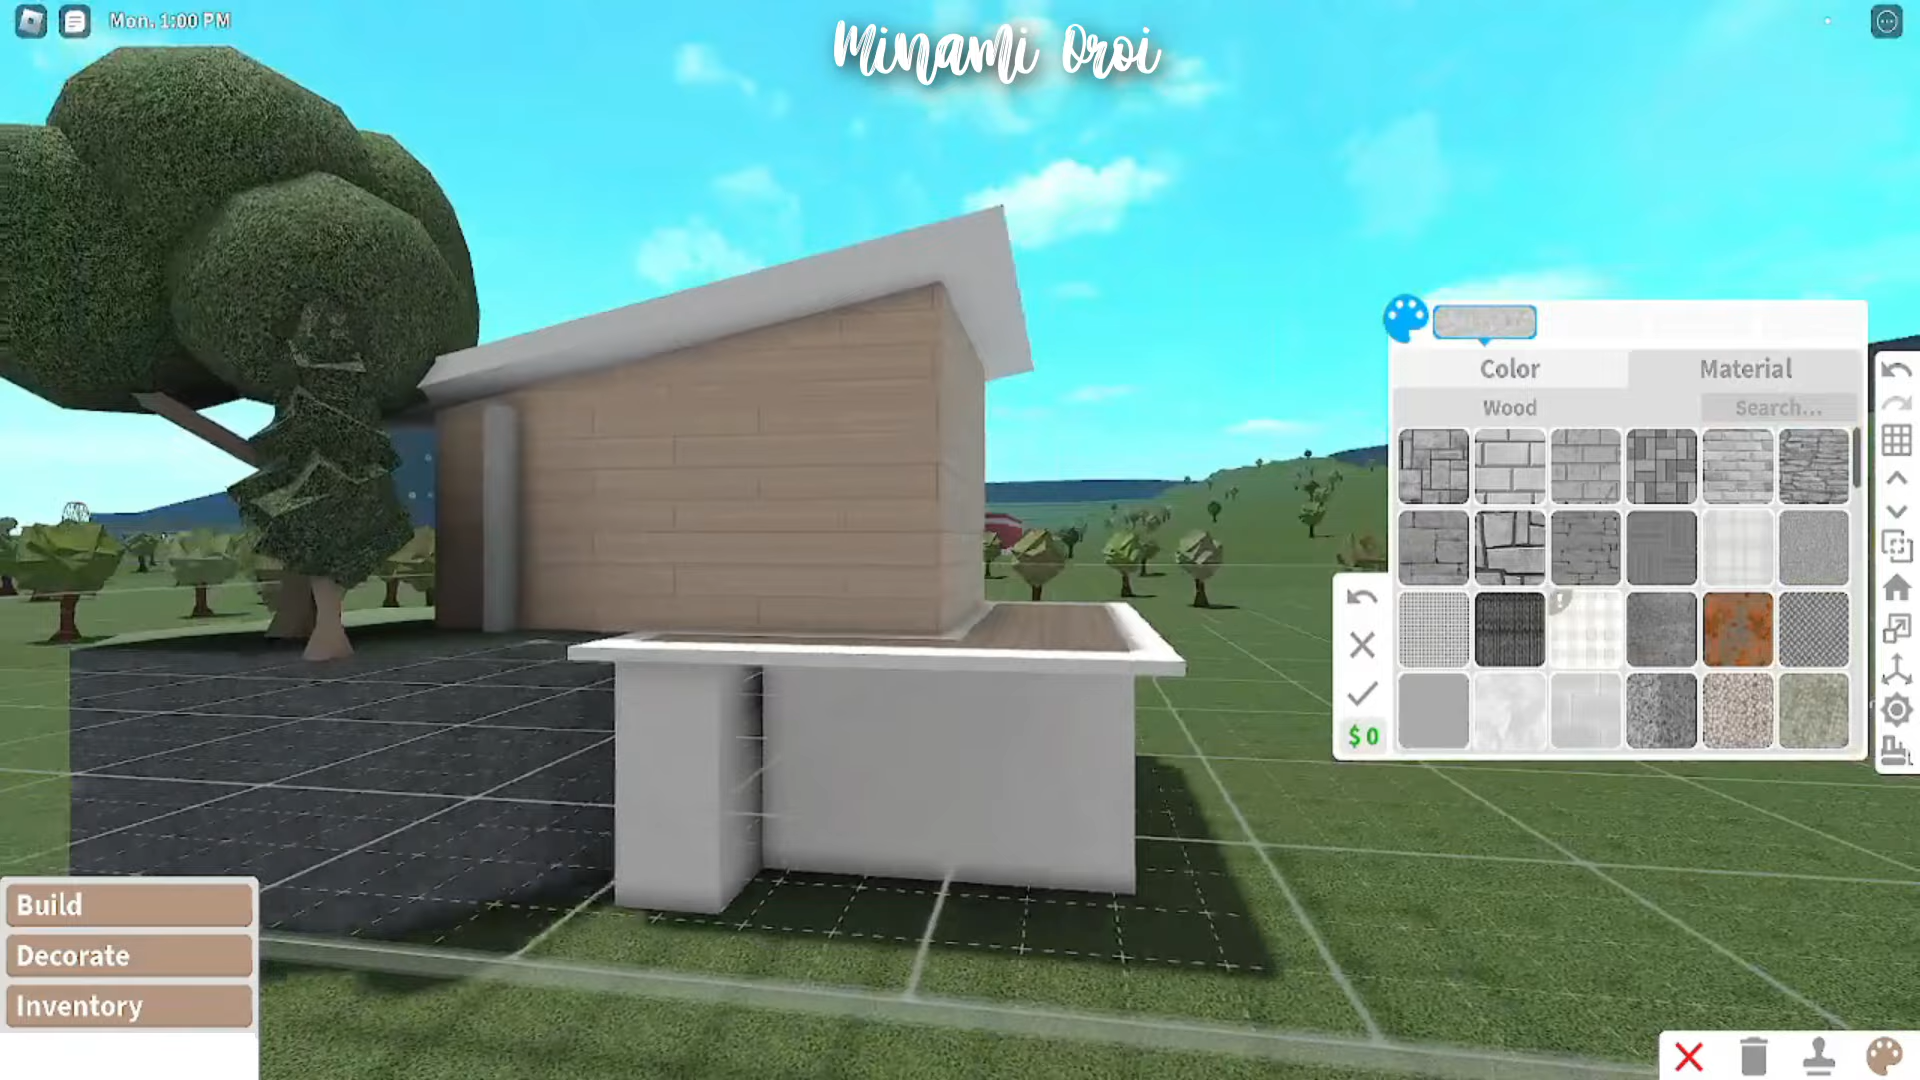 Mon. 1:00 PM
Minami Oroi
Color
Material
Wood
Search...
$ 0
Build
Decorate
Inventory